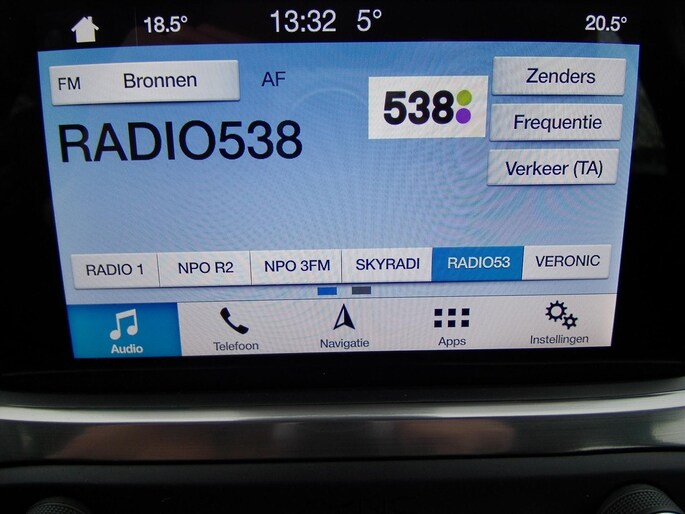 18.5° 13:32 5° 20.5°
FM Bronnen AF 538 Zenders
RADIO538 Frequentie
Verkeer (TA)
RADIO 1 NPO R2 NPO 3FM SKYRADI RADIO53 VERONIC
Audio Telefoon Navigatie Apps Instellingen